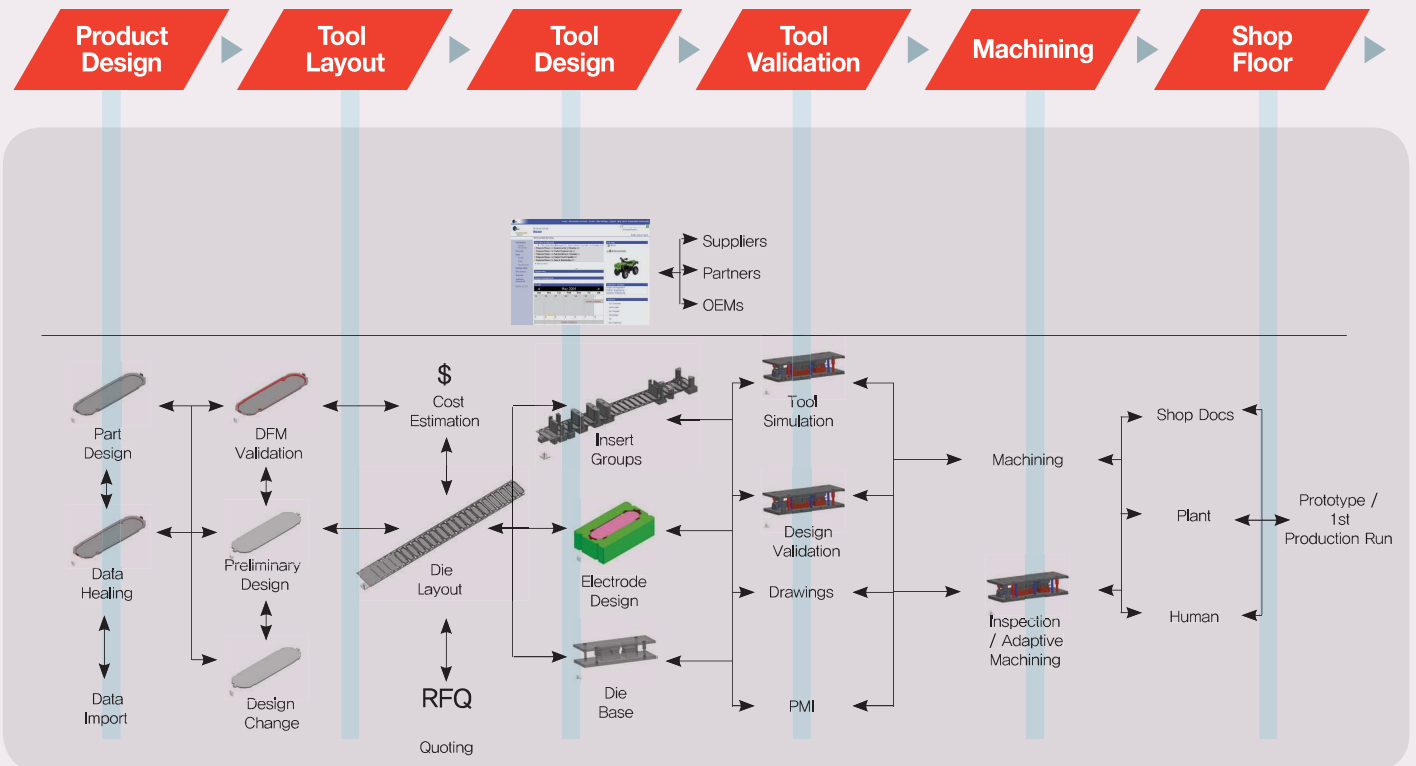 Product
Design
Tool
Layout
Tool
Design
Tool
Validation
Machining
Shop
Floor
Suppliers
Partners
OEMs
Part
Design
Data
Healing
Data
Import
DFM
Validation
Preliminary
Design
Design
Change
$
Cost
Estimation
Die
Layout
RFQ
Quoting
Insert
Groups
Electrode
Design
Die
Base
Tool
Simulation
Design
Validation
Drawings
PMI
Machining
Inspection
/ Adaptive
Machining
Shop Docs
Plant
Human
Prototype /
1st
Production Run